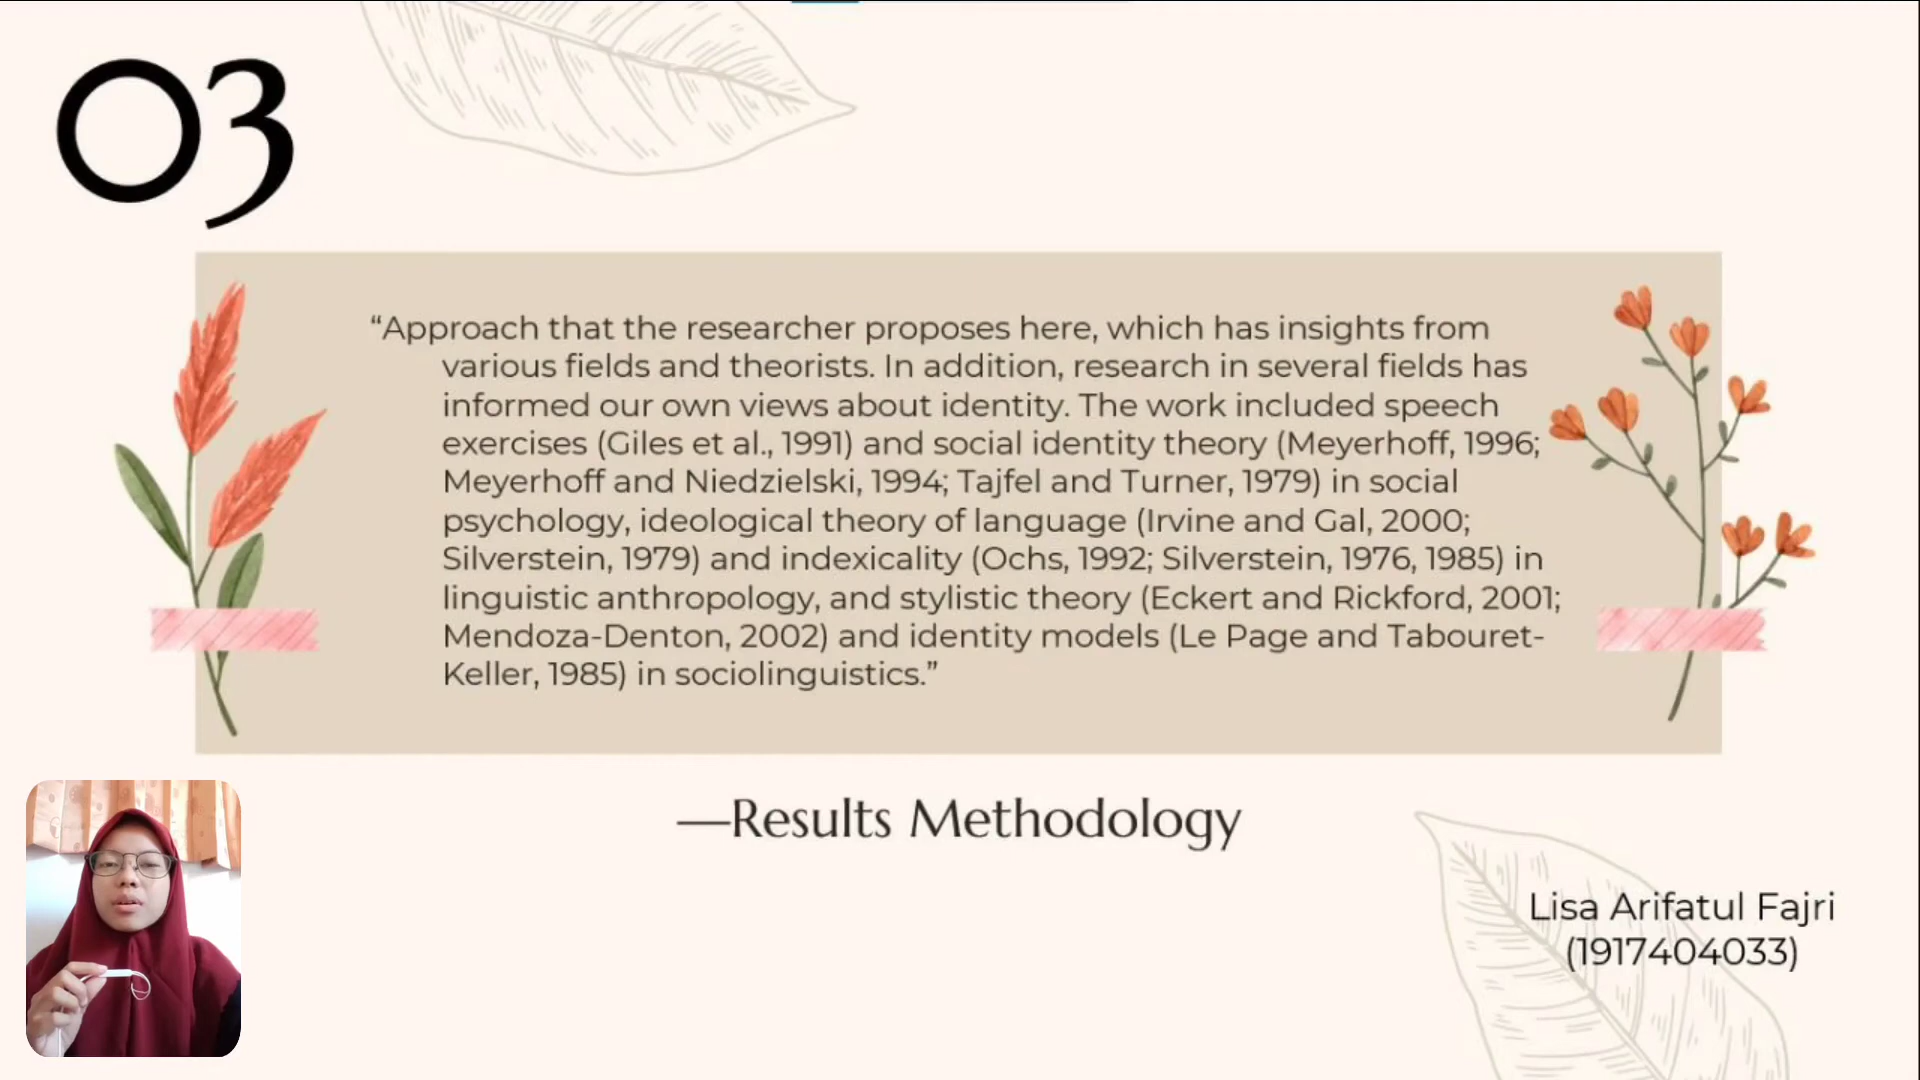 03
“Approach that the researcher proposes here, which has insights from
various fields and theorists. In addition, research in several fields has
informed our own views about identity. The work included speech
exercises (Giles et al., 1991) and social identity theory (Meyerhoff, 1996;
Meyerhoff and Niedzielski, 1994; Tajfel and Turner, 1979) in social
psychology, ideological theory of language (Irvine and Gal, 2000;
Silverstein, 1979) and indexicality (Ochs, 1992; Silverstein, 1976, 1985) in
linguistic anthropology, and stylistic theory (Eckert and Rickford, 2001;
Mendoza-Denton, 2002) and identity models (Le Page and Tabouret-
Keller, 1985) in sociolinguistics.”
—Results Methodology
Lisa Arifatul Fajri
(1917404033)